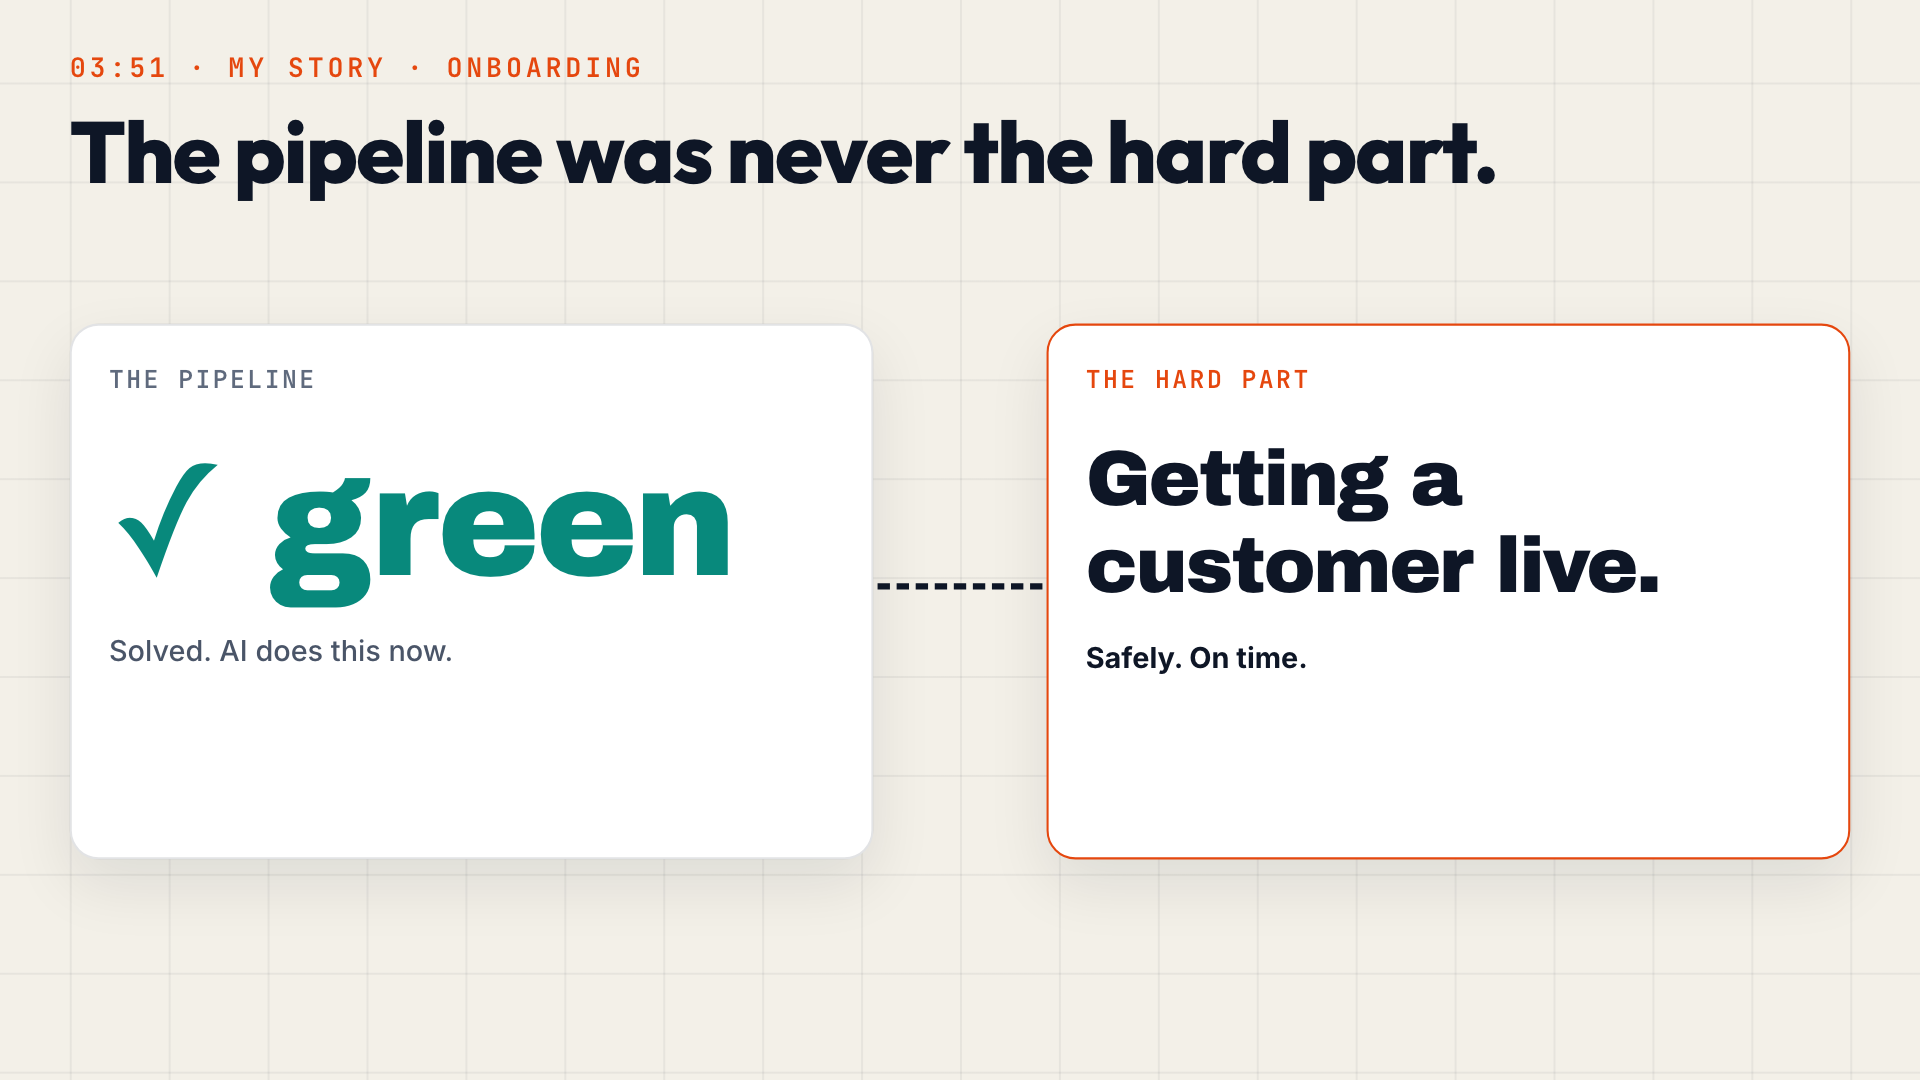 03:51 · MY STORY · ONBOARDING
The pipeline was never the hard part.
THE PIPELINE
✓ green
Solved. AI does this now.
THE HARD PART
Getting a
customer live.
Safely. On time.